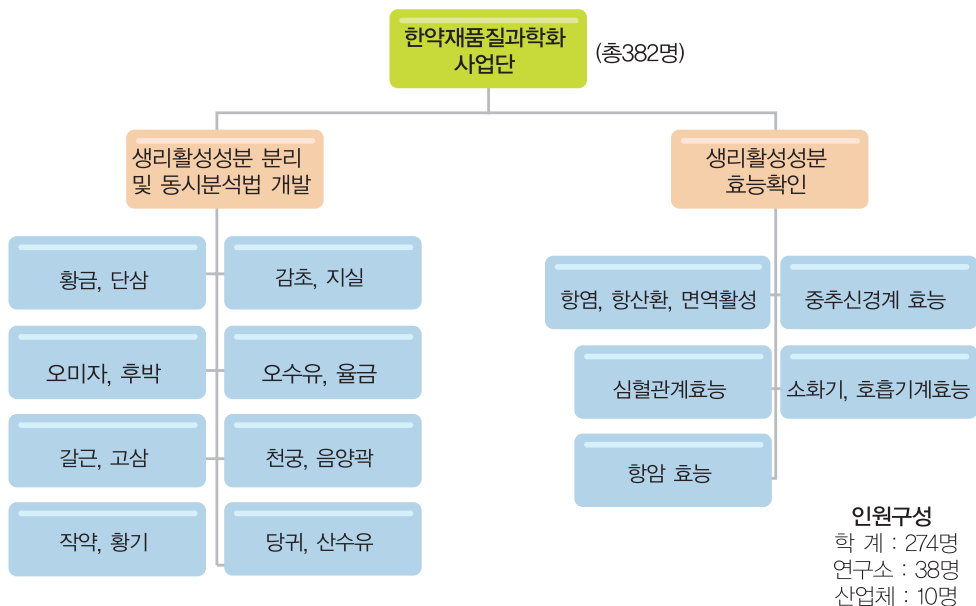 한약재품질과학화
사업단
(총382명)
생리활성성분 분리
및 동시분석법 개발
황금, 단삼
감초, 지실
오미자, 후박
오수유, 율금
갈근, 고삼
천궁, 음양곽
작약, 황기
당귀, 산수유
생리활성성분
효능확인
항염, 항산환, 면역활성
중추신경계 효능
심혈관계효능
소화기, 호흡기계효능
항암 효능
인원구성
학 계 : 274명
연구소 : 38명
산업체 : 10명